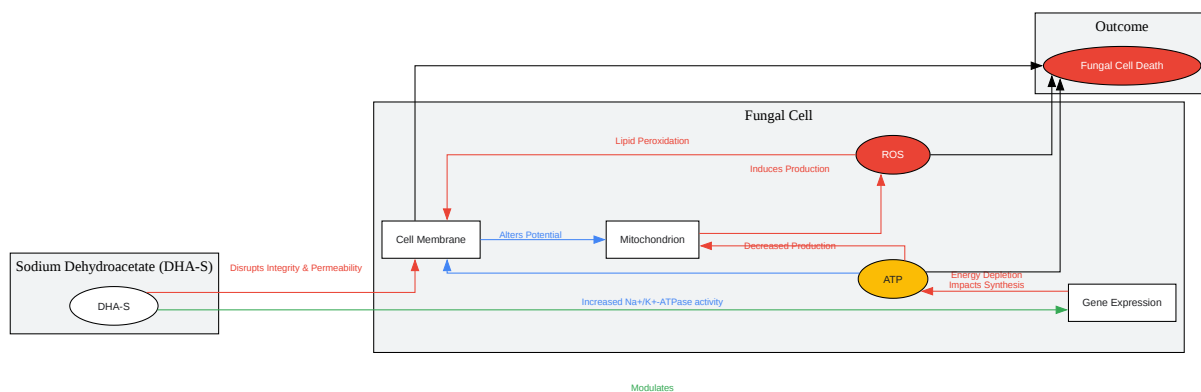 Outcome
Fungal Cell Death
Fungal Cell
Lipid Peroxidation
ROS
Induces Production
Cell Membrane
Alters Potential
Mitochondrion
Decreased Production
Sodium Dehydroacetate (DHA-S)
Disrupts Integrity & Permeability
ATP
Energy Depletion
Impacts Synthesis
DHA-S
Increased Na+/K+-ATPase activity
Gene Expression
Modulates